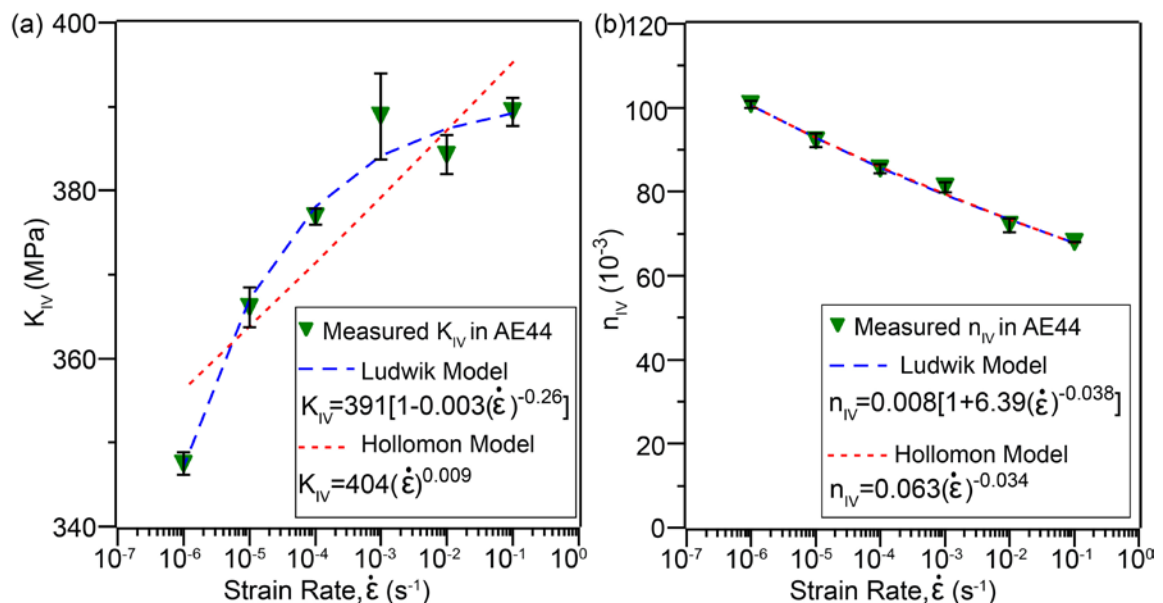 (a)
400
380
360
340
K_IV (MPa)
▼ Measured K_IV in AE44
Ludwik Model
K_IV=391[1-0.003(ε̇)^-0.26]
Hollomon Model
K_IV=404(ε̇)^0.009
10^-7 10^-6 10^-5 10^-4 10^-3 10^-2 10^-1 10^0
Strain Rate, ε̇ (s^-1)
(b)
120
100
80
60
40
20
0
n_IV (10^-3)
▼ Measured n_IV in AE44
Ludwik Model
n_IV=0.008[1+6.39(ε̇)^-0.038]
Hollomon Model
n_IV=0.063(ε̇)^-0.034
10^-7 10^-6 10^-5 10^-4 10^-3 10^-2 10^-1 10^0
Strain Rate, ε̇ (s^-1)